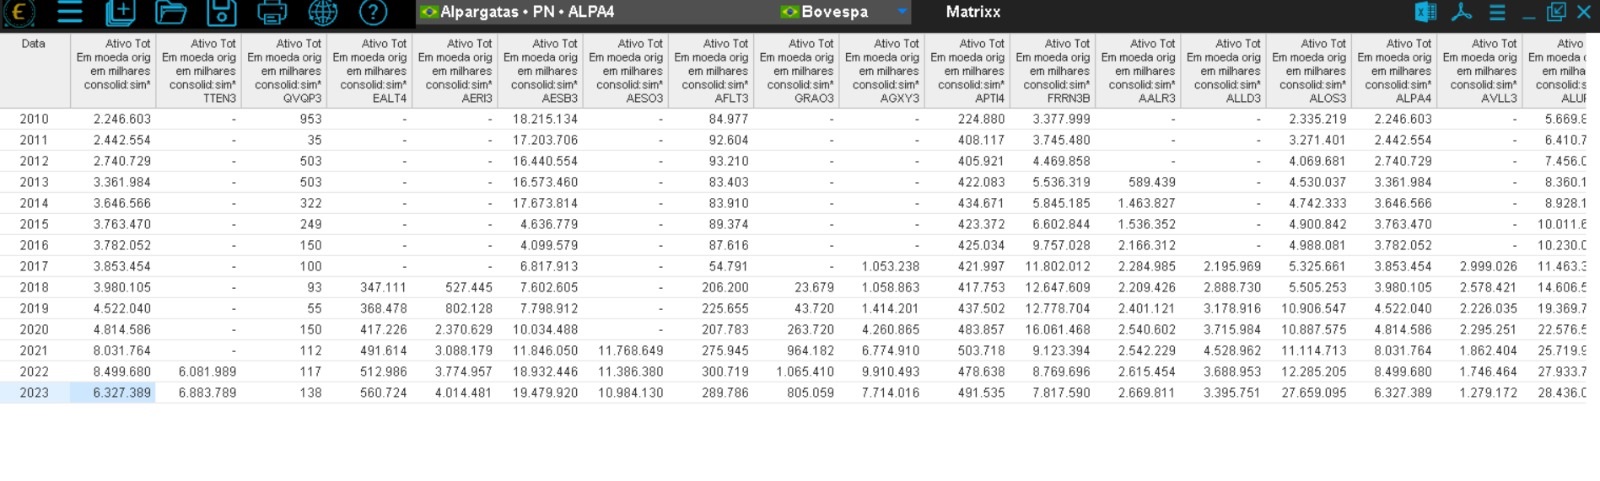 € ? Alpargatas • PN • ALPA4 Bovespa Matrixx
Data Ativo Tot Ativo Tot Ativo Tot Ativo Tot Ativo Tot Ativo Tot Ativo Tot Ativo Tot Ativo Tot Ativo Tot Ativo Tot Ativo Tot Ativo Tot Ativo Tot Ativo Tot Ativo Tot Ativo Tot Ativo
Em moeda orig Em moeda orig Em moeda orig Em moeda orig Em moeda orig Em moeda orig Em moeda orig Em moeda orig Em moeda orig Em moeda orig Em moeda orig Em moeda orig Em moeda orig Em moeda orig Em moeda orig Em moeda orig Em moeda orig Em moeda o
em milhares em milhares em milhares em milhares em milhares em milhares em milhares em milhares em milhares em milhares em milhares em milhares em milhares em milhares em milhares em milhares em milhares em milha
consolid:sim* consolid:sim* consolid:sim* consolid:sim* consolid:sim* consolid:sim* consolid:sim* consolid:sim* consolid:sim* consolid:sim* consolid:sim* consolid:sim* consolid:sim* consolid:sim* consolid:sim* consolid:sim* consolid:sim* consolid:si
TTEN3 QVQP3 EALT4 AERI3 AESB3 AESO3 AFLT3 GRAO3 AGXY3 APTI4 FRRN3B AALR3 ALLD3 ALOS3 ALPA4 AVLL3 ALUP
2010 2.246.603 - 953 - - 18.215.134 - 84.977 - - 224.880 3.377.999 - - 2.335.219 2.246.603 - 5.669.8
2011 2.442.554 - 35 - - 17.203.706 - 92.604 - - 408.117 3.745.480 - - 3.271.401 2.442.554 - 6.410.7
2012 2.740.729 - 503 - - 16.440.554 - 93.210 - - 405.921 4.469.858 - - 4.069.681 2.740.729 - 7.456.0
2013 3.361.984 - 503 - - 16.573.460 - 83.403 - - 422.083 5.536.319 589.439 - 4.530.037 3.361.984 - 8.360.1
2014 3.646.566 - 322 - - 17.673.814 - 83.910 - - 434.671 5.845.185 1.463.827 - 4.742.333 3.646.566 - 8.928.1
2015 3.763.470 - 249 - - 4.636.779 - 89.374 - - 423.372 6.602.844 1.536.352 - 4.900.842 3.763.470 - 10.011.6
2016 3.782.052 - 150 - - 4.099.579 - 87.616 - - 425.034 9.757.028 2.166.312 - 4.988.081 3.782.052 - 10.230.0
2017 3.853.454 - 100 - - 6.817.913 - 54.791 - 1.053.238 421.997 11.802.012 2.284.985 2.195.969 5.325.661 3.853.454 2.999.026 11.463.3
2018 3.980.105 - 93 347.111 527.445 7.602.605 - 206.200 23.679 1.058.863 417.753 12.647.609 2.209.426 2.888.730 5.505.253 3.980.105 2.578.421 14.606.5
2019 4.522.040 - 55 368.478 802.128 7.798.912 - 225.655 43.720 1.414.201 437.502 12.778.704 2.401.121 3.178.916 10.906.547 4.522.040 2.226.035 19.369.7
2020 4.814.586 - 150 417.226 2.370.629 10.034.488 - 207.783 263.720 4.260.865 483.857 16.061.468 2.540.602 3.715.984 10.887.575 4.814.586 2.295.251 22.576.5
2021 8.031.764 - 112 491.614 3.088.179 11.846.050 11.768.649 275.945 964.182 6.774.910 503.718 9.123.394 2.542.229 4.528.962 11.114.713 8.031.764 1.862.404 25.719.9
2022 8.499.680 6.081.989 117 512.986 3.774.957 18.932.446 11.386.380 300.719 1.065.410 9.910.493 478.638 8.769.696 2.615.454 3.688.953 12.285.205 8.499.680 1.746.464 27.933.7
2023 6.327.389 6.883.789 138 560.724 4.014.481 19.479.920 10.984.130 289.786 805.059 7.714.016 491.535 7.817.590 2.669.811 3.395.751 27.659.095 6.327.389 1.279.172 28.436.0